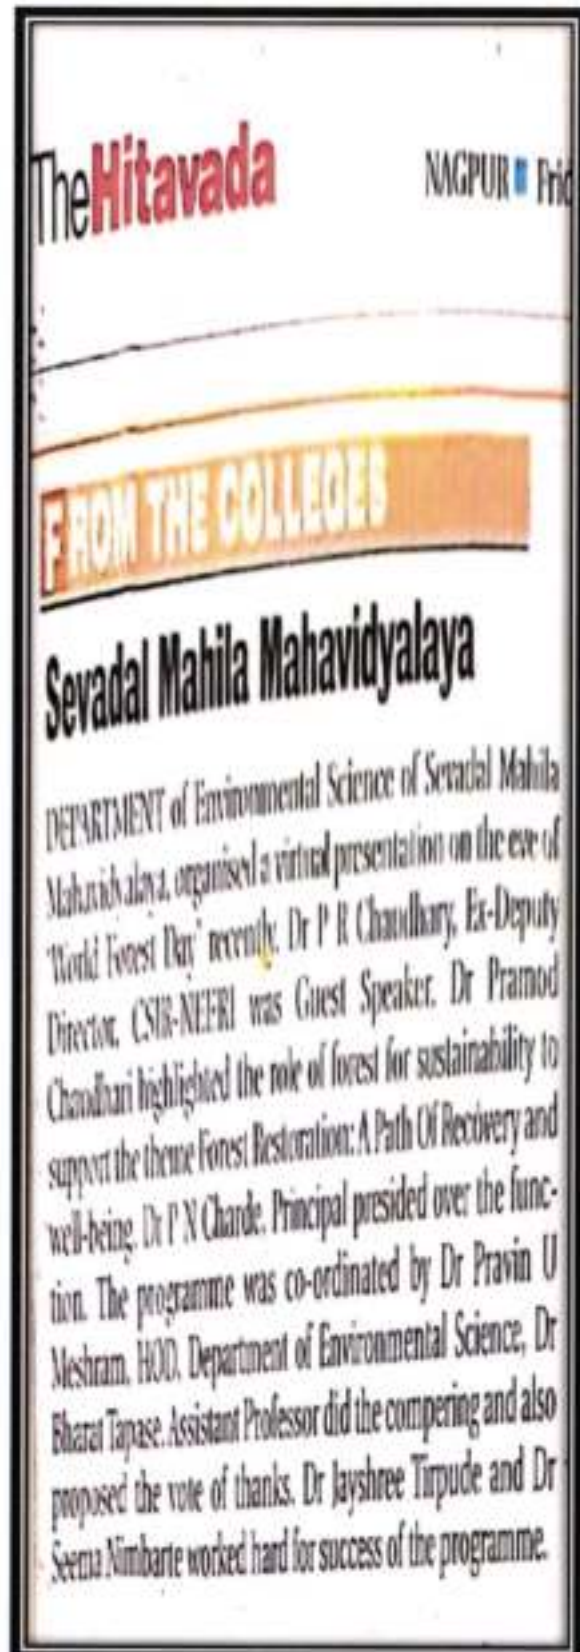 TheHitavada
NAGPUR Frid
FROM THE COLLEGES
Sevadal Mahila Mahavidyalaya
DEPARTMENT of Environmental Science of Sevadal Mahila
Mahavidyalaya, organised a virtual presentation on the eve of
'World Forest Day' recently. Dr P R Chaudhary, Ex-Deputy
Director, CSIR-NEERI was Guest Speaker. Dr Pramod
Chaudhari highlighted the role of forest for sustainability to
support the theme Forest Restoration: A Path Of Recovery and
well-being. Dr P N Charde, Principal presided over the func-
tion. The programme was co-ordinated by Dr Pravin U
Meshram, HOD, Department of Environmental Science, Dr
Bharat Tapase, Assistant Professor did the compering and also
proposed the vote of thanks. Dr Jayshree Tirpude and Dr
Seema Nimbarte worked hard for success of the programme.